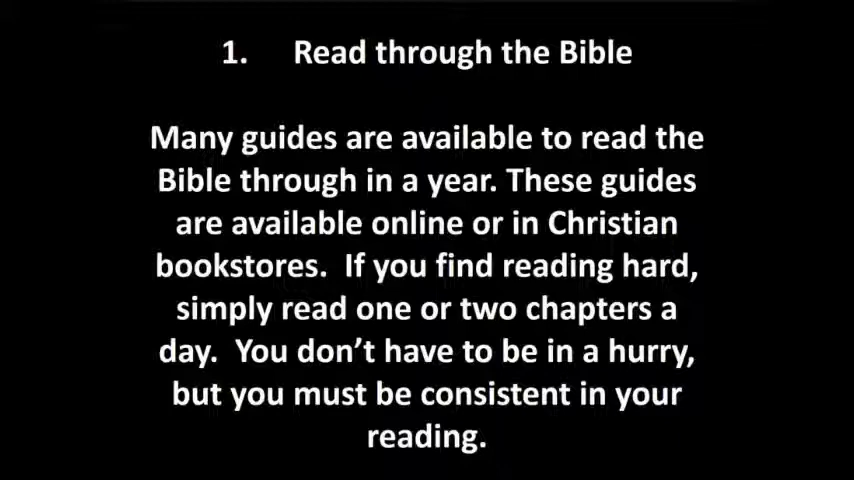 1. Read through the Bible
Many guides are available to read the
Bible through in a year. These guides
are available online or in Christian
bookstores. If you find reading hard,
simply read one or two chapters a
day. You don’t have to be in a hurry,
but you must be consistent in your
reading.